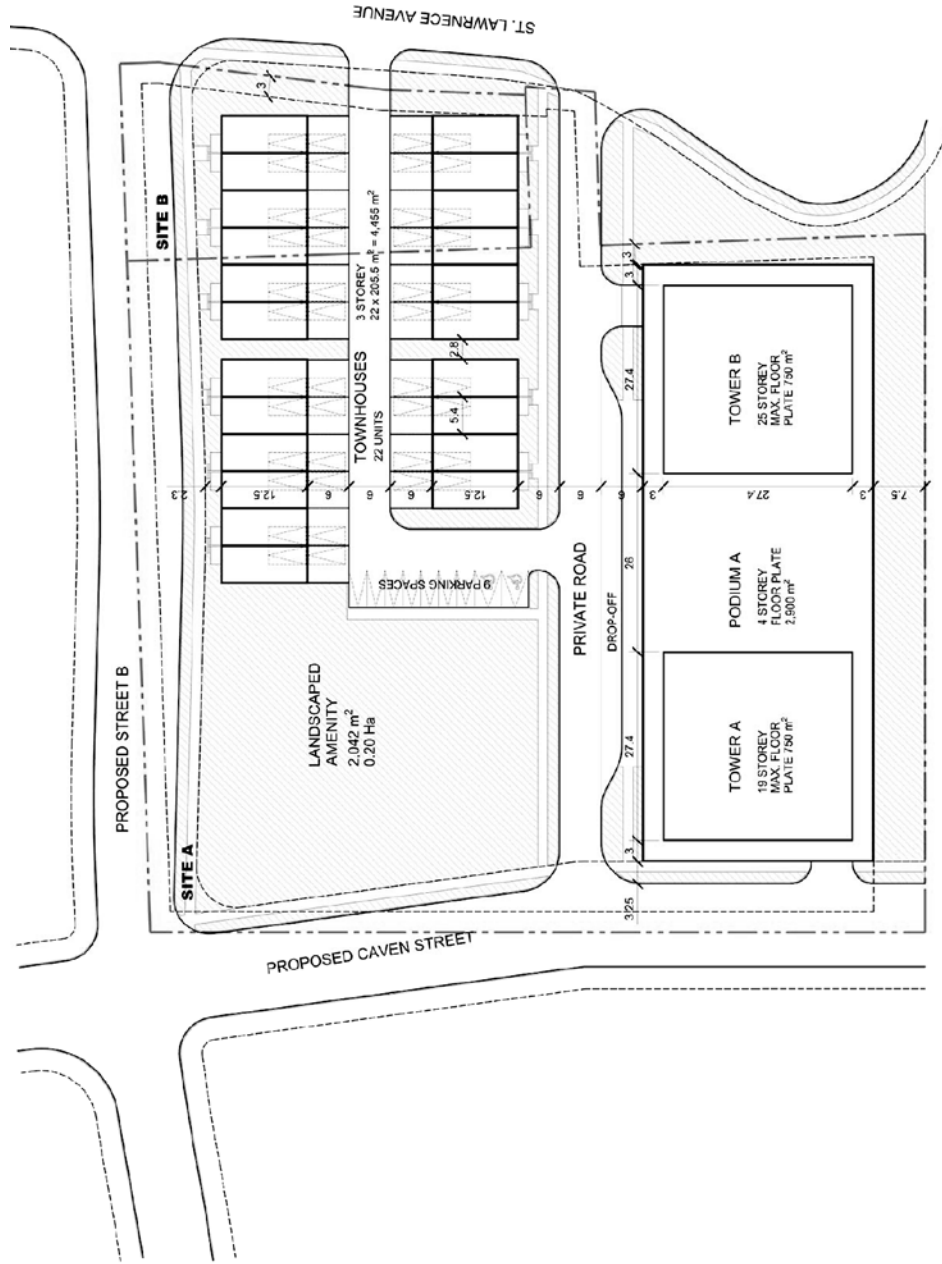 ST. LAWRNECE AVENUE
3
SITE B
3 STOREY
22 x 205.5 m² = 4,455 m²
TOWNHOUSES
22 UNITS
2.8
5.4
2.3
12.5
6
6
6
12.5
6
6
6
3
27.4
3
7.5
9 PARKING SPACES
PROPOSED STREET B
LANDSCAPED
AMENITY
2.042 m²
0.20 Ha
PRIVATE ROAD
DROP-OFF
SITE A
PROPOSED CAVEN STREET
3.25
3
27.4
26
27.4
3
3
TOWER A
19 STOREY
MAX. FLOOR
PLATE 750 m²
PODIUM A
4 STOREY
FLOOR PLATE
2,900 m²
TOWER B
25 STOREY
MAX. FLOOR
PLATE 750 m²